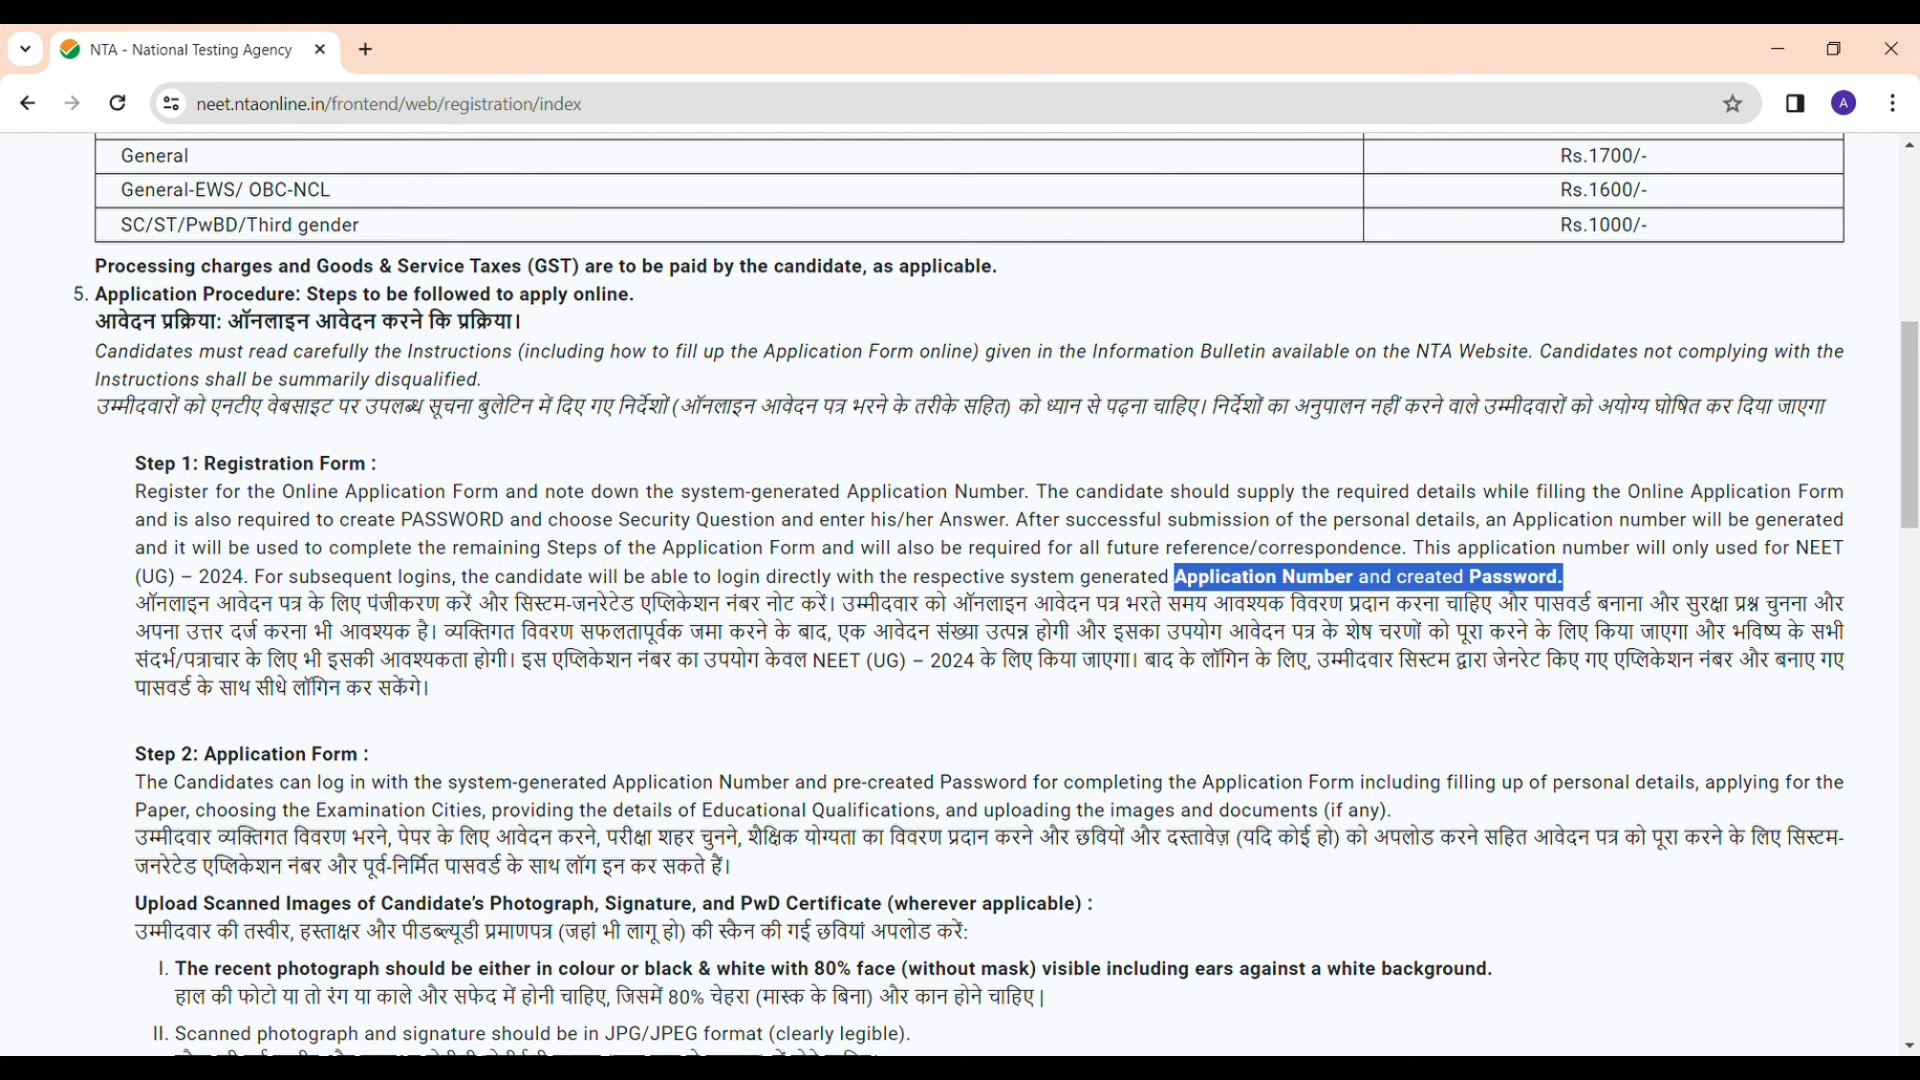 NTA - National Testing Agency
neet.ntaonline.in/frontend/web/registration/index
A
General Rs.1700/-
General-EWS/ OBC-NCL Rs.1600/-
SC/ST/PwBD/Third gender Rs.1000/-
Processing charges and Goods & Service Taxes (GST) are to be paid by the candidate, as applicable.
5. Application Procedure: Steps to be followed to apply online.
आवेदन प्रक्रिया: ऑनलाइन आवेदन करने कि प्रक्रिया।
Candidates must read carefully the Instructions (including how to fill up the Application Form online) given in the Information Bulletin available on the NTA Website. Candidates not complying with the
Instructions shall be summarily disqualified.
उम्मीदवारों को एनटीए वेबसाइट पर उपलब्ध सूचना बुलेटिन में दिए गए निर्देशों (ऑनलाइन आवेदन पत्र भरने के तरीके सहित) को ध्यान से पढ़ना चाहिए। निर्देशों का अनुपालन नहीं करने वाले उम्मीदवारों को अयोग्य घोषित कर दिया जाएगा
Step 1: Registration Form :
Register for the Online Application Form and note down the system-generated Application Number. The candidate should supply the required details while filling the Online Application Form
and is also required to create PASSWORD and choose Security Question and enter his/her Answer. After successful submission of the personal details, an Application number will be generated
and it will be used to complete the remaining Steps of the Application Form and will also be required for all future reference/correspondence. This application number will only used for NEET
(UG) – 2024. For subsequent logins, the candidate will be able to login directly with the respective system generated Application Number and created Password.
ऑनलाइन आवेदन पत्र के लिए पंजीकरण करें और सिस्टम-जनरेटेड एप्लिकेशन नंबर नोट करें। उम्मीदवार को ऑनलाइन आवेदन पत्र भरते समय आवश्यक विवरण प्रदान करना चाहिए और पासवर्ड बनाना और सुरक्षा प्रश्न चुनना और
अपना उत्तर दर्ज करना भी आवश्यक है। व्यक्तिगत विवरण सफलतापूर्वक जमा करने के बाद, एक आवेदन संख्या उत्पन्न होगी और इसका उपयोग आवेदन पत्र के शेष चरणों को पूरा करने के लिए किया जाएगा और भविष्य के सभी
संदर्भ/पत्राचार के लिए भी इसकी आवश्यकता होगी। इस एप्लिकेशन नंबर का उपयोग केवल NEET (UG) – 2024 के लिए किया जाएगा। बाद के लॉगिन के लिए, उम्मीदवार सिस्टम द्वारा जेनरेट किए गए एप्लिकेशन नंबर और बनाए गए
पासवर्ड के साथ सीधे लॉगिन कर सकेंगे।
Step 2: Application Form :
The Candidates can log in with the system-generated Application Number and pre-created Password for completing the Application Form including filling up of personal details, applying for the
Paper, choosing the Examination Cities, providing the details of Educational Qualifications, and uploading the images and documents (if any).
उम्मीदवार व्यक्तिगत विवरण भरने, पेपर के लिए आवेदन करने, परीक्षा शहर चुनने, शैक्षिक योग्यता का विवरण प्रदान करने और छवियों और दस्तावेज़ (यदि कोई हो) को अपलोड करने सहित आवेदन पत्र को पूरा करने के लिए सिस्टम-
जनरेटेड एप्लिकेशन नंबर और पूर्व-निर्मित पासवर्ड के साथ लॉग इन कर सकते हैं।
Upload Scanned Images of Candidate’s Photograph, Signature, and PwD Certificate (wherever applicable) :
उम्मीदवार की तस्वीर, हस्ताक्षर और पीडब्ल्यूडी प्रमाणपत्र (जहां भी लागू हो) की स्कैन की गई छवियां अपलोड करें:
I. The recent photograph should be either in colour or black & white with 80% face (without mask) visible including ears against a white background.
हाल की फोटो या तो रंग या काले और सफेद में होनी चाहिए, जिसमें 80% चेहरा (मास्क के बिना) और कान होने चाहिए |
II. Scanned photograph and signature should be in JPG/JPEG format (clearly legible).